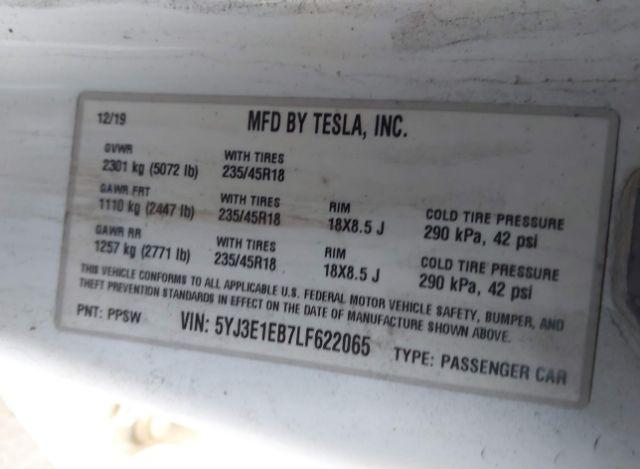 12/19 MFD BY TESLA, INC.
GVWR WITH TIRES
2301 kg (5072 lb) 235/45R18
GAWR FRT WITH TIRES RIM COLD TIRE PRESSURE
1110 kg (2447 lb) 235/45R18 18X8.5 J 290 kPa, 42 psi
GAWR RR WITH TIRES RIM COLD TIRE PRESSURE
1257 kg (2771 lb) 235/45R18 18X8.5 J 290 kPa, 42 psi
THIS VEHICLE CONFORMS TO ALL APPLICABLE U.S. FEDERAL MOTOR VEHICLE SAFETY, BUMPER, AND
THEFT PREVENTION STANDARDS IN EFFECT ON THE DATE OF MANUFACTURE SHOWN ABOVE.
PNT: PPSW VIN: 5YJ3E1EB7LF622065 TYPE: PASSENGER CAR